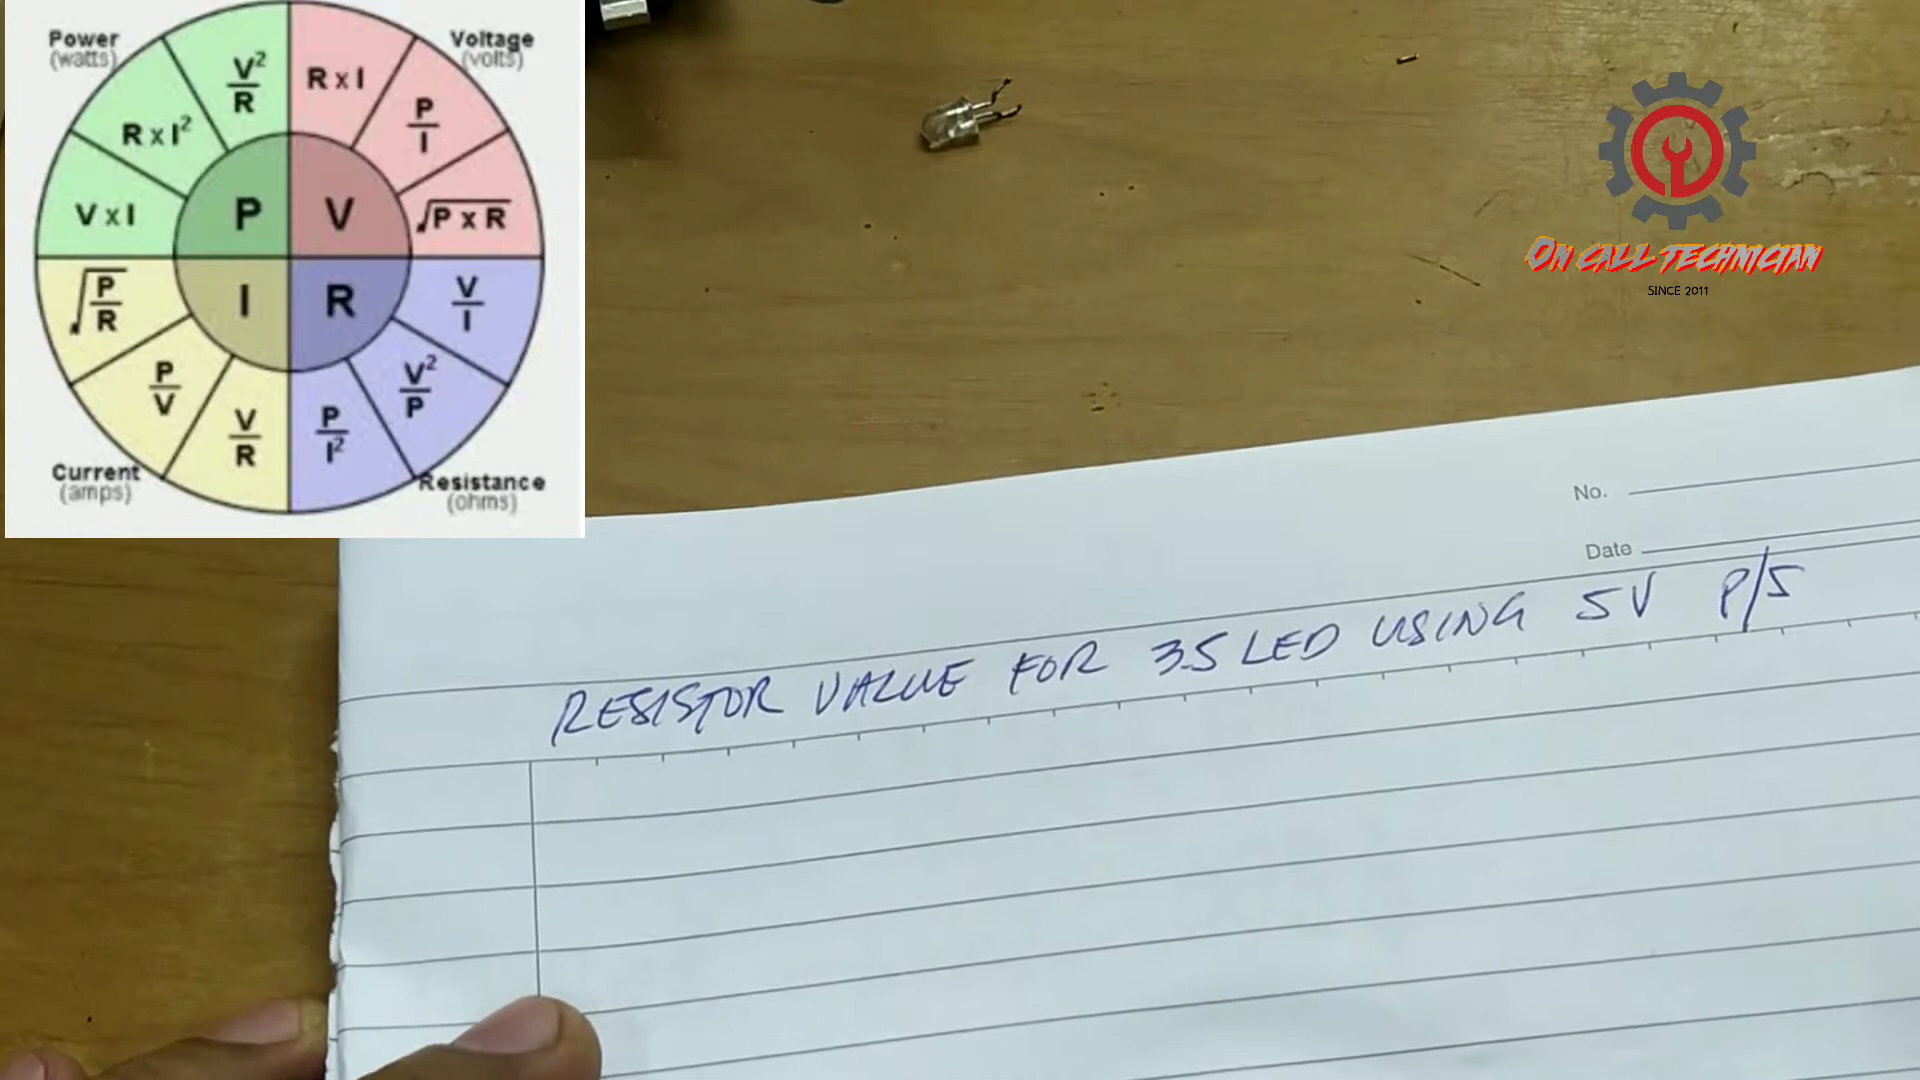 Power
(watts)
Voltage
(volts)
V²
R
R x I
P
I
R x I²
V x I
P
V
√P x R
√P
R
I
R
V
I
P
V
V
R
P
I²
V²
P
Current
(amps)
Resistance
(ohms)
ON CALL TECHNICIAN
SINCE 2011
No.
Date
RESISTOR VALUE FOR 3.5 LED USING 5V P/S